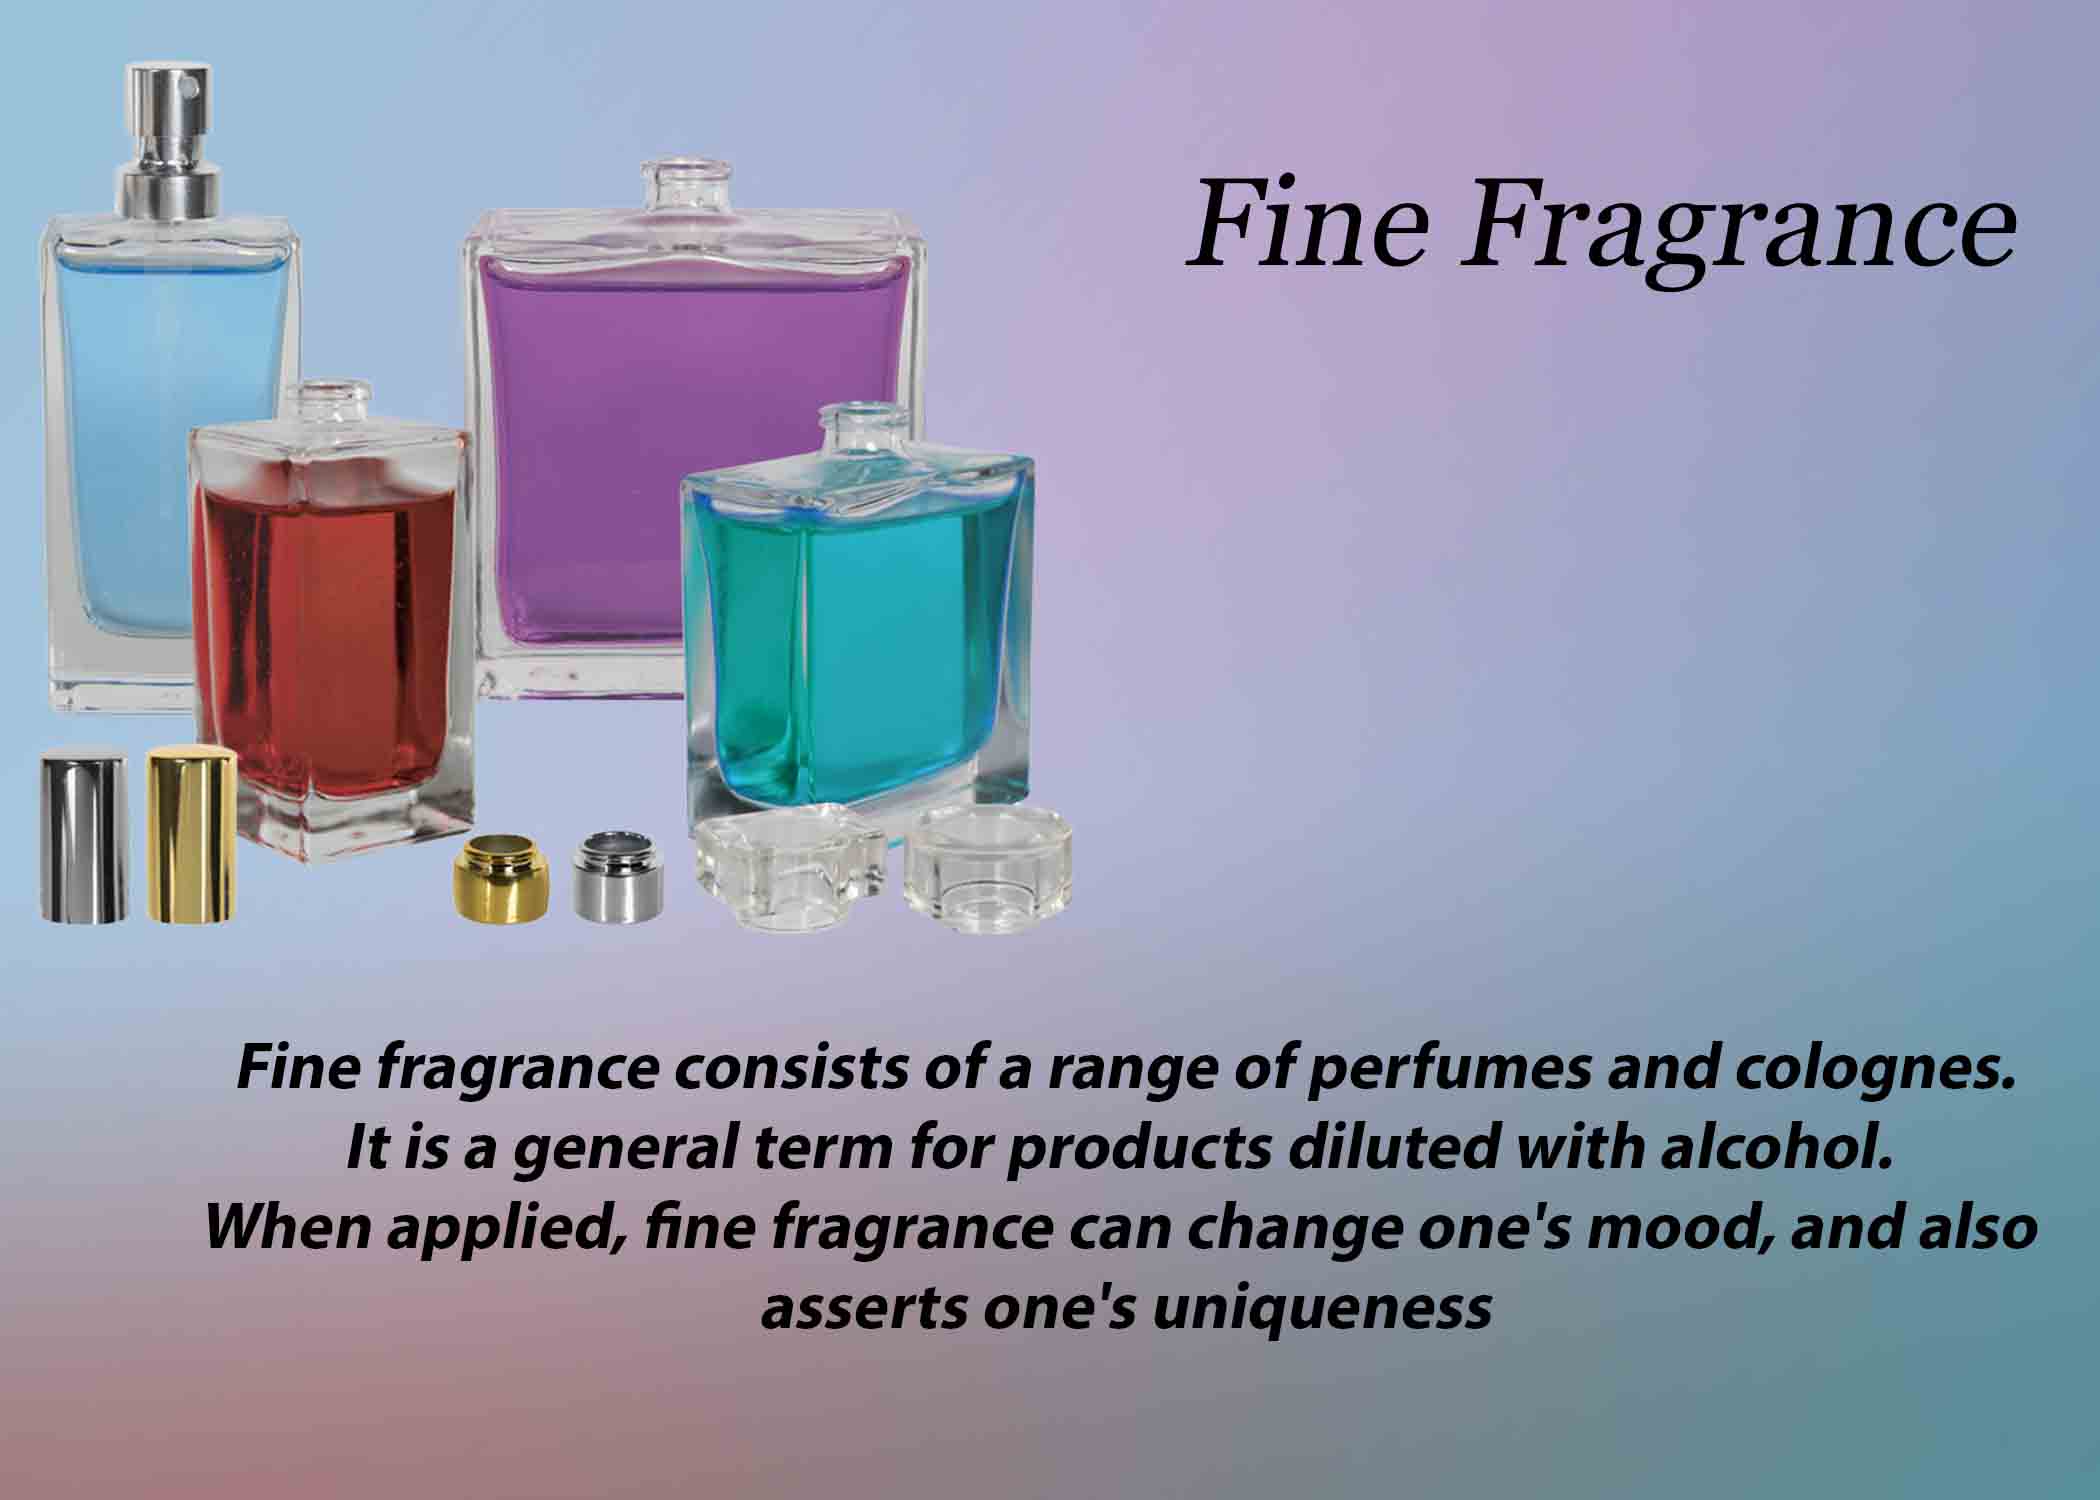 Fine Fragrance
Fine fragrance consists of a range of perfumes and colognes.
It is a general term for products diluted with alcohol.
When applied, fine fragrance can change one's mood, and also
asserts one's uniqueness